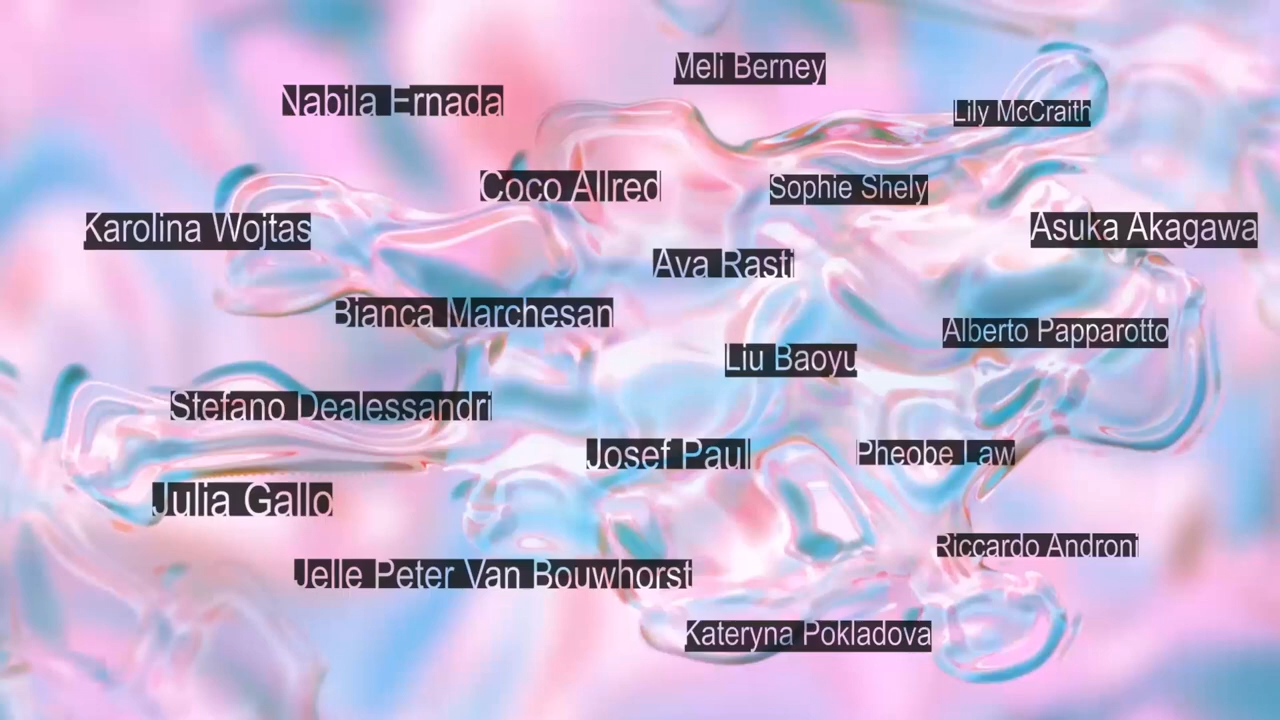 Meli Berney
Nabila Ernada
Lily McCraith
Coco Allred
Sophie Shely
Karolina Wojtas
Asuka Akagawa
Ava Rasti
Bianca Marchesan
Alberto Papparotto
Liu Baoyu
Stefano Dealessandri
Josef Paul
Pheobe Law
Julia Gallo
Riccardo Androni
Jelle Peter Van Bouwhorst
Kateryna Pokladova